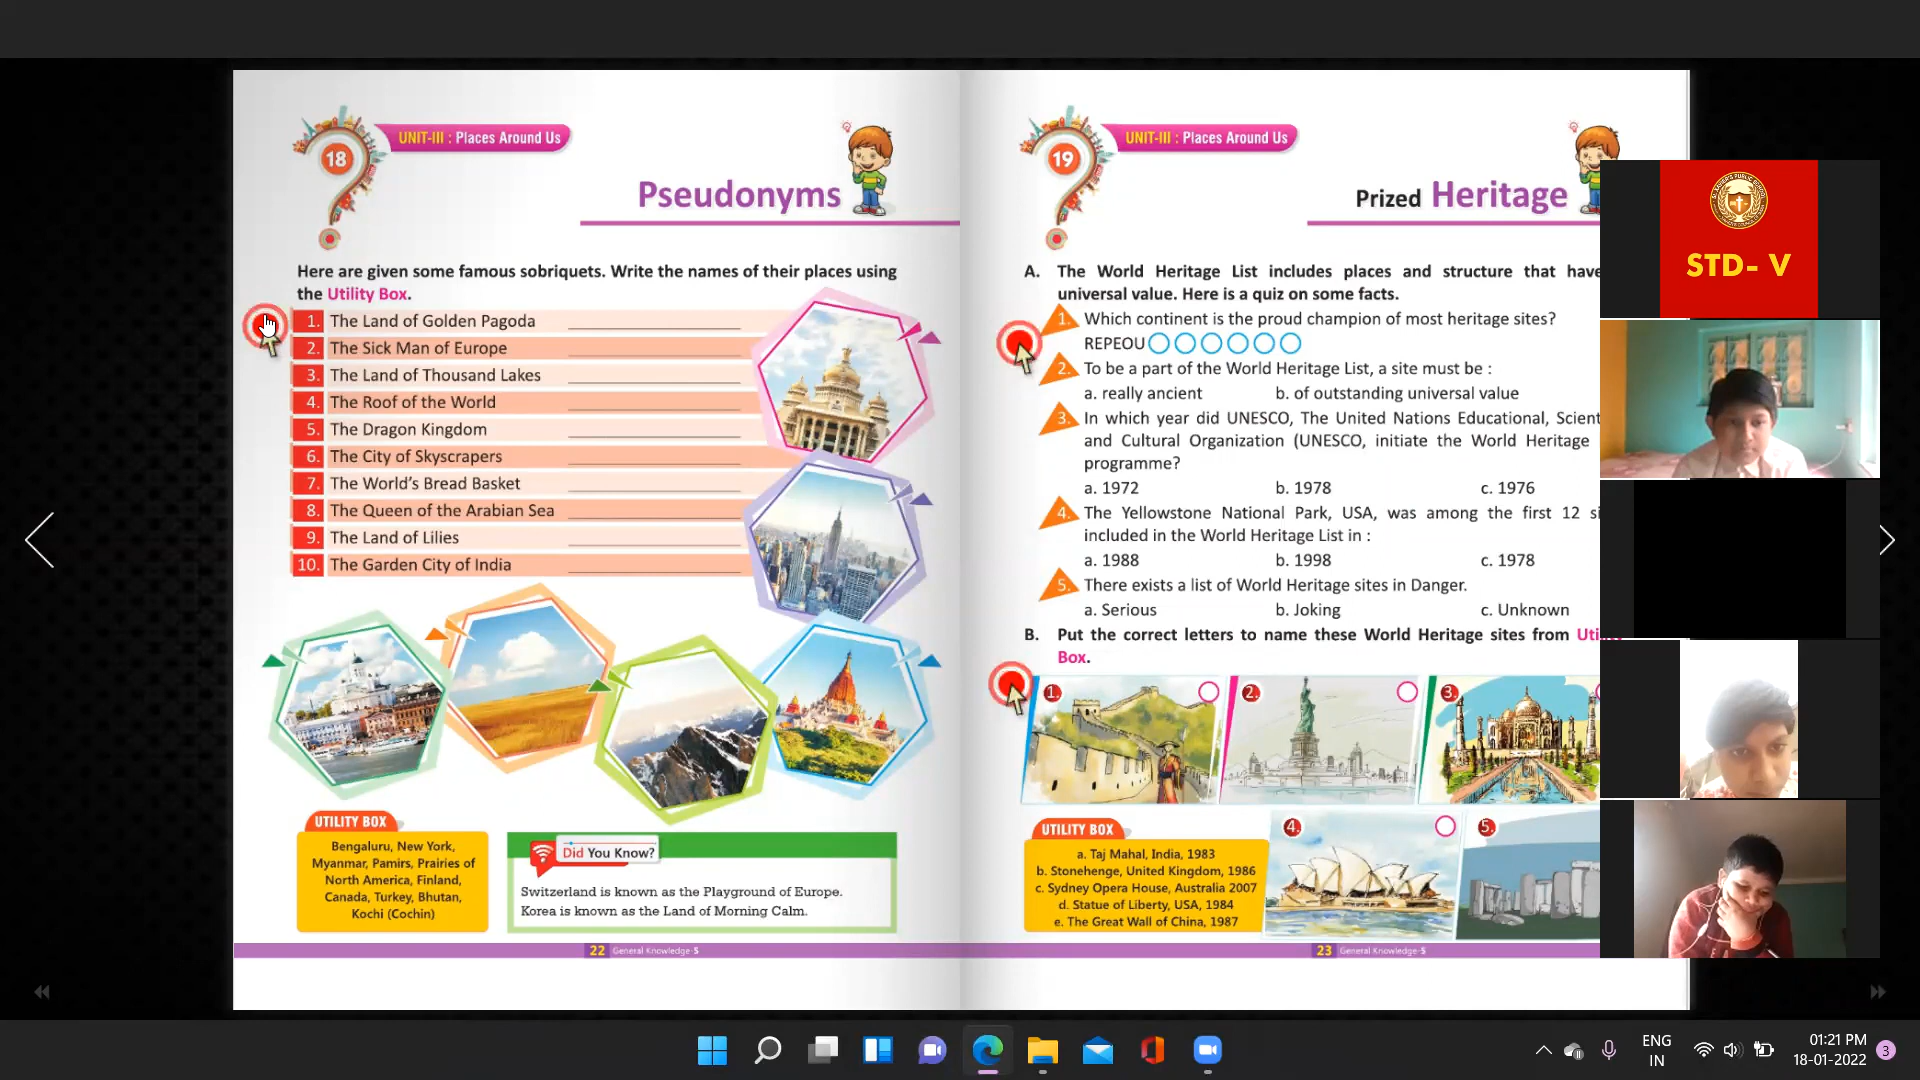 18
UNIT-III : Places Around Us
Pseudonyms
Here are given some famous sobriquets. Write the names of their places using
the Utility Box.
1. The Land of Golden Pagoda
2. The Sick Man of Europe
3. The Land of Thousand Lakes
4. The Roof of the World
5. The Dragon Kingdom
6. The City of Skyscrapers
7. The World's Bread Basket
8. The Queen of the Arabian Sea
9. The Land of Lilies
10. The Garden City of India
UTILITY BOX
Bengaluru, New York,
Myanmar, Pamirs, Prairies of
North America, Finland,
Canada, Turkey, Bhutan,
Kochi (Cochin)
Did You Know?
Switzerland is known as the Playground of Europe.
Korea is known as the Land of Morning Calm.
22 General Knowledge-5
19
UNIT-III : Places Around Us
Prized Heritage
A. The World Heritage List includes places and structure that have
universal value. Here is a quiz on some facts.
1. Which continent is the proud champion of most heritage sites?
REPEOU
2. To be a part of the World Heritage List, a site must be :
a. really ancient b. of outstanding universal value
3. In which year did UNESCO, The United Nations Educational, Scient
and Cultural Organization (UNESCO, initiate the World Heritage
programme?
a. 1972 b. 1978 c. 1976
4. The Yellowstone National Park, USA, was among the first 12 si
included in the World Heritage List in :
a. 1988 b. 1998 c. 1978
5. There exists a list of World Heritage sites in Danger.
a. Serious b. Joking c. Unknown
B. Put the correct letters to name these World Heritage sites from Uti
Box.
1. 2. 3.
4. 5.
UTILITY BOX
a. Taj Mahal, India, 1983
b. Stonehenge, United Kingdom, 1986
c. Sydney Opera House, Australia 2007
d. Statue of Liberty, USA, 1984
e. The Great Wall of China, 1987
23 General Knowledge-5
STD- V
ENG
IN
01:21 PM
18-01-2022
3